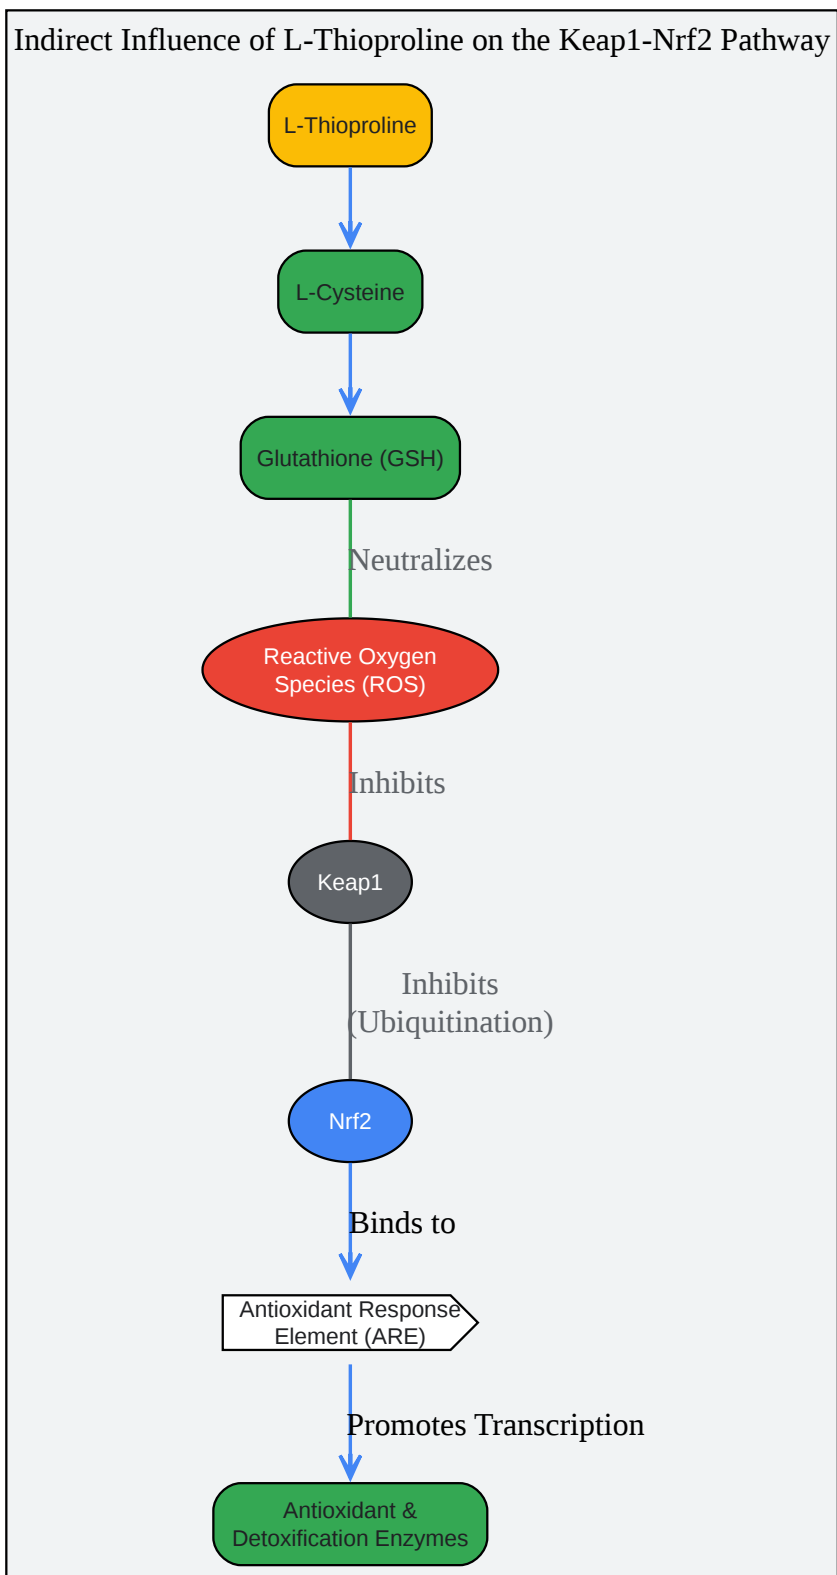 Indirect Influence of L-Thioproline on the Keap1-Nrf2 Pathway
L-Thioproline
L-Cysteine
Glutathione (GSH)
Neutralizes
Reactive Oxygen
Species (ROS)
Inhibits
Keap1
Inhibits
(Ubiquitination)
Nrf2
Binds to
Antioxidant Response
Element (ARE)
Promotes Transcription
Antioxidant &
Detoxification Enzymes